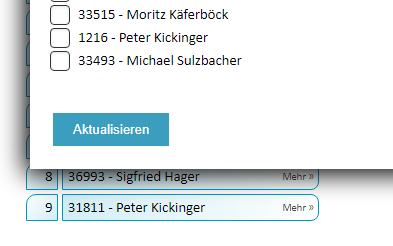 33515 - Moritz Käferböck
1216 - Peter Kickinger
33493 - Michael Sulzbacher
Aktualisieren
8 36993 - Sigfried Hager Mehr »
9 31811 - Peter Kickinger Mehr »